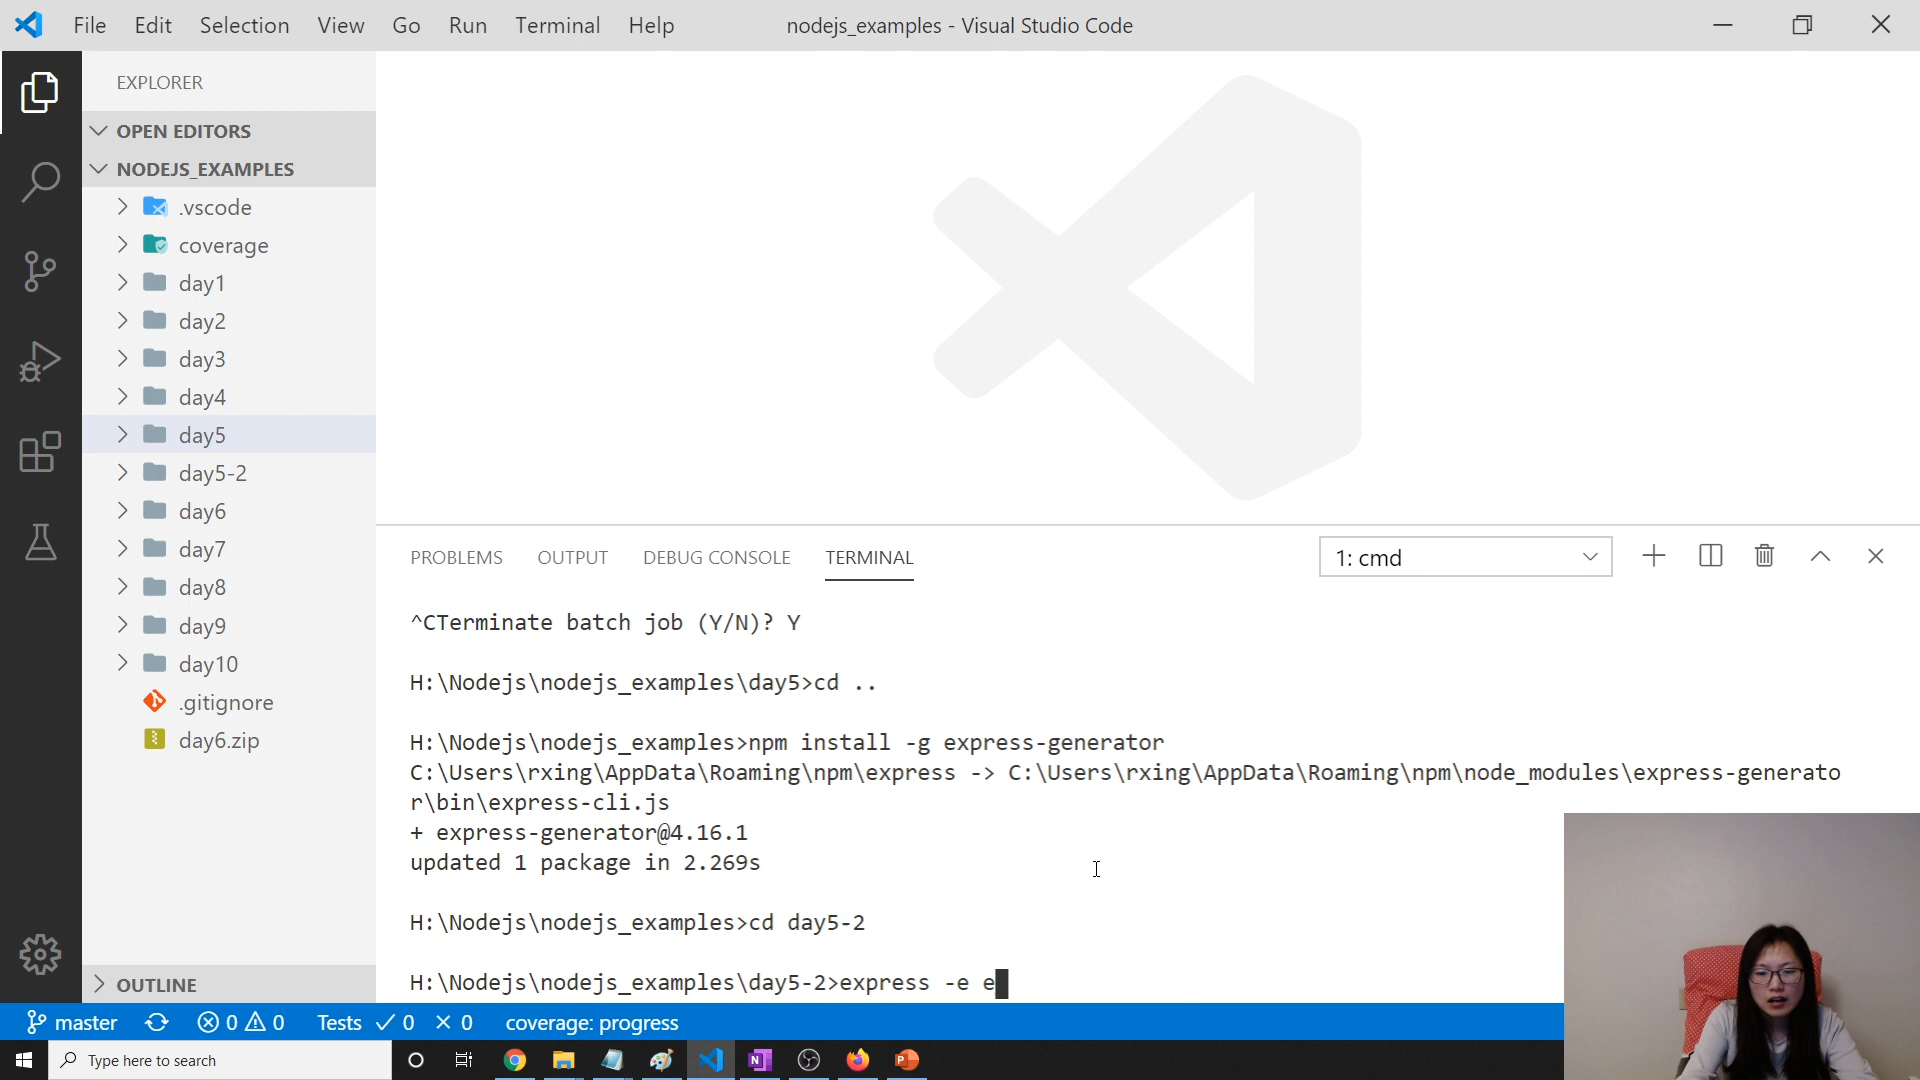 File Edit Selection View Go Run Terminal Help nodejs_examples - Visual Studio Code
EXPLORER
OPEN EDITORS
NODEJS_EXAMPLES
.vscode
coverage
day1
day2
day3
day4
day5
day5-2
day6
day7
day8
day9
day10
.gitignore
day6.zip
OUTLINE
PROBLEMS OUTPUT DEBUG CONSOLE TERMINAL 1: cmd
^CTerminate batch job (Y/N)? Y
H:\Nodejs\nodejs_examples\day5>cd ..
H:\Nodejs\nodejs_examples>npm install -g express-generator
C:\Users\rxing\AppData\Roaming\npm\express -> C:\Users\rxing\AppData\Roaming\npm\node_modules\express-generato
r\bin\express-cli.js
+ express-generator@4.16.1
updated 1 package in 2.269s
H:\Nodejs\nodejs_examples>cd day5-2
H:\Nodejs\nodejs_examples\day5-2>express -e e
master 0 0 Tests 0 0 coverage: progress
Type here to search